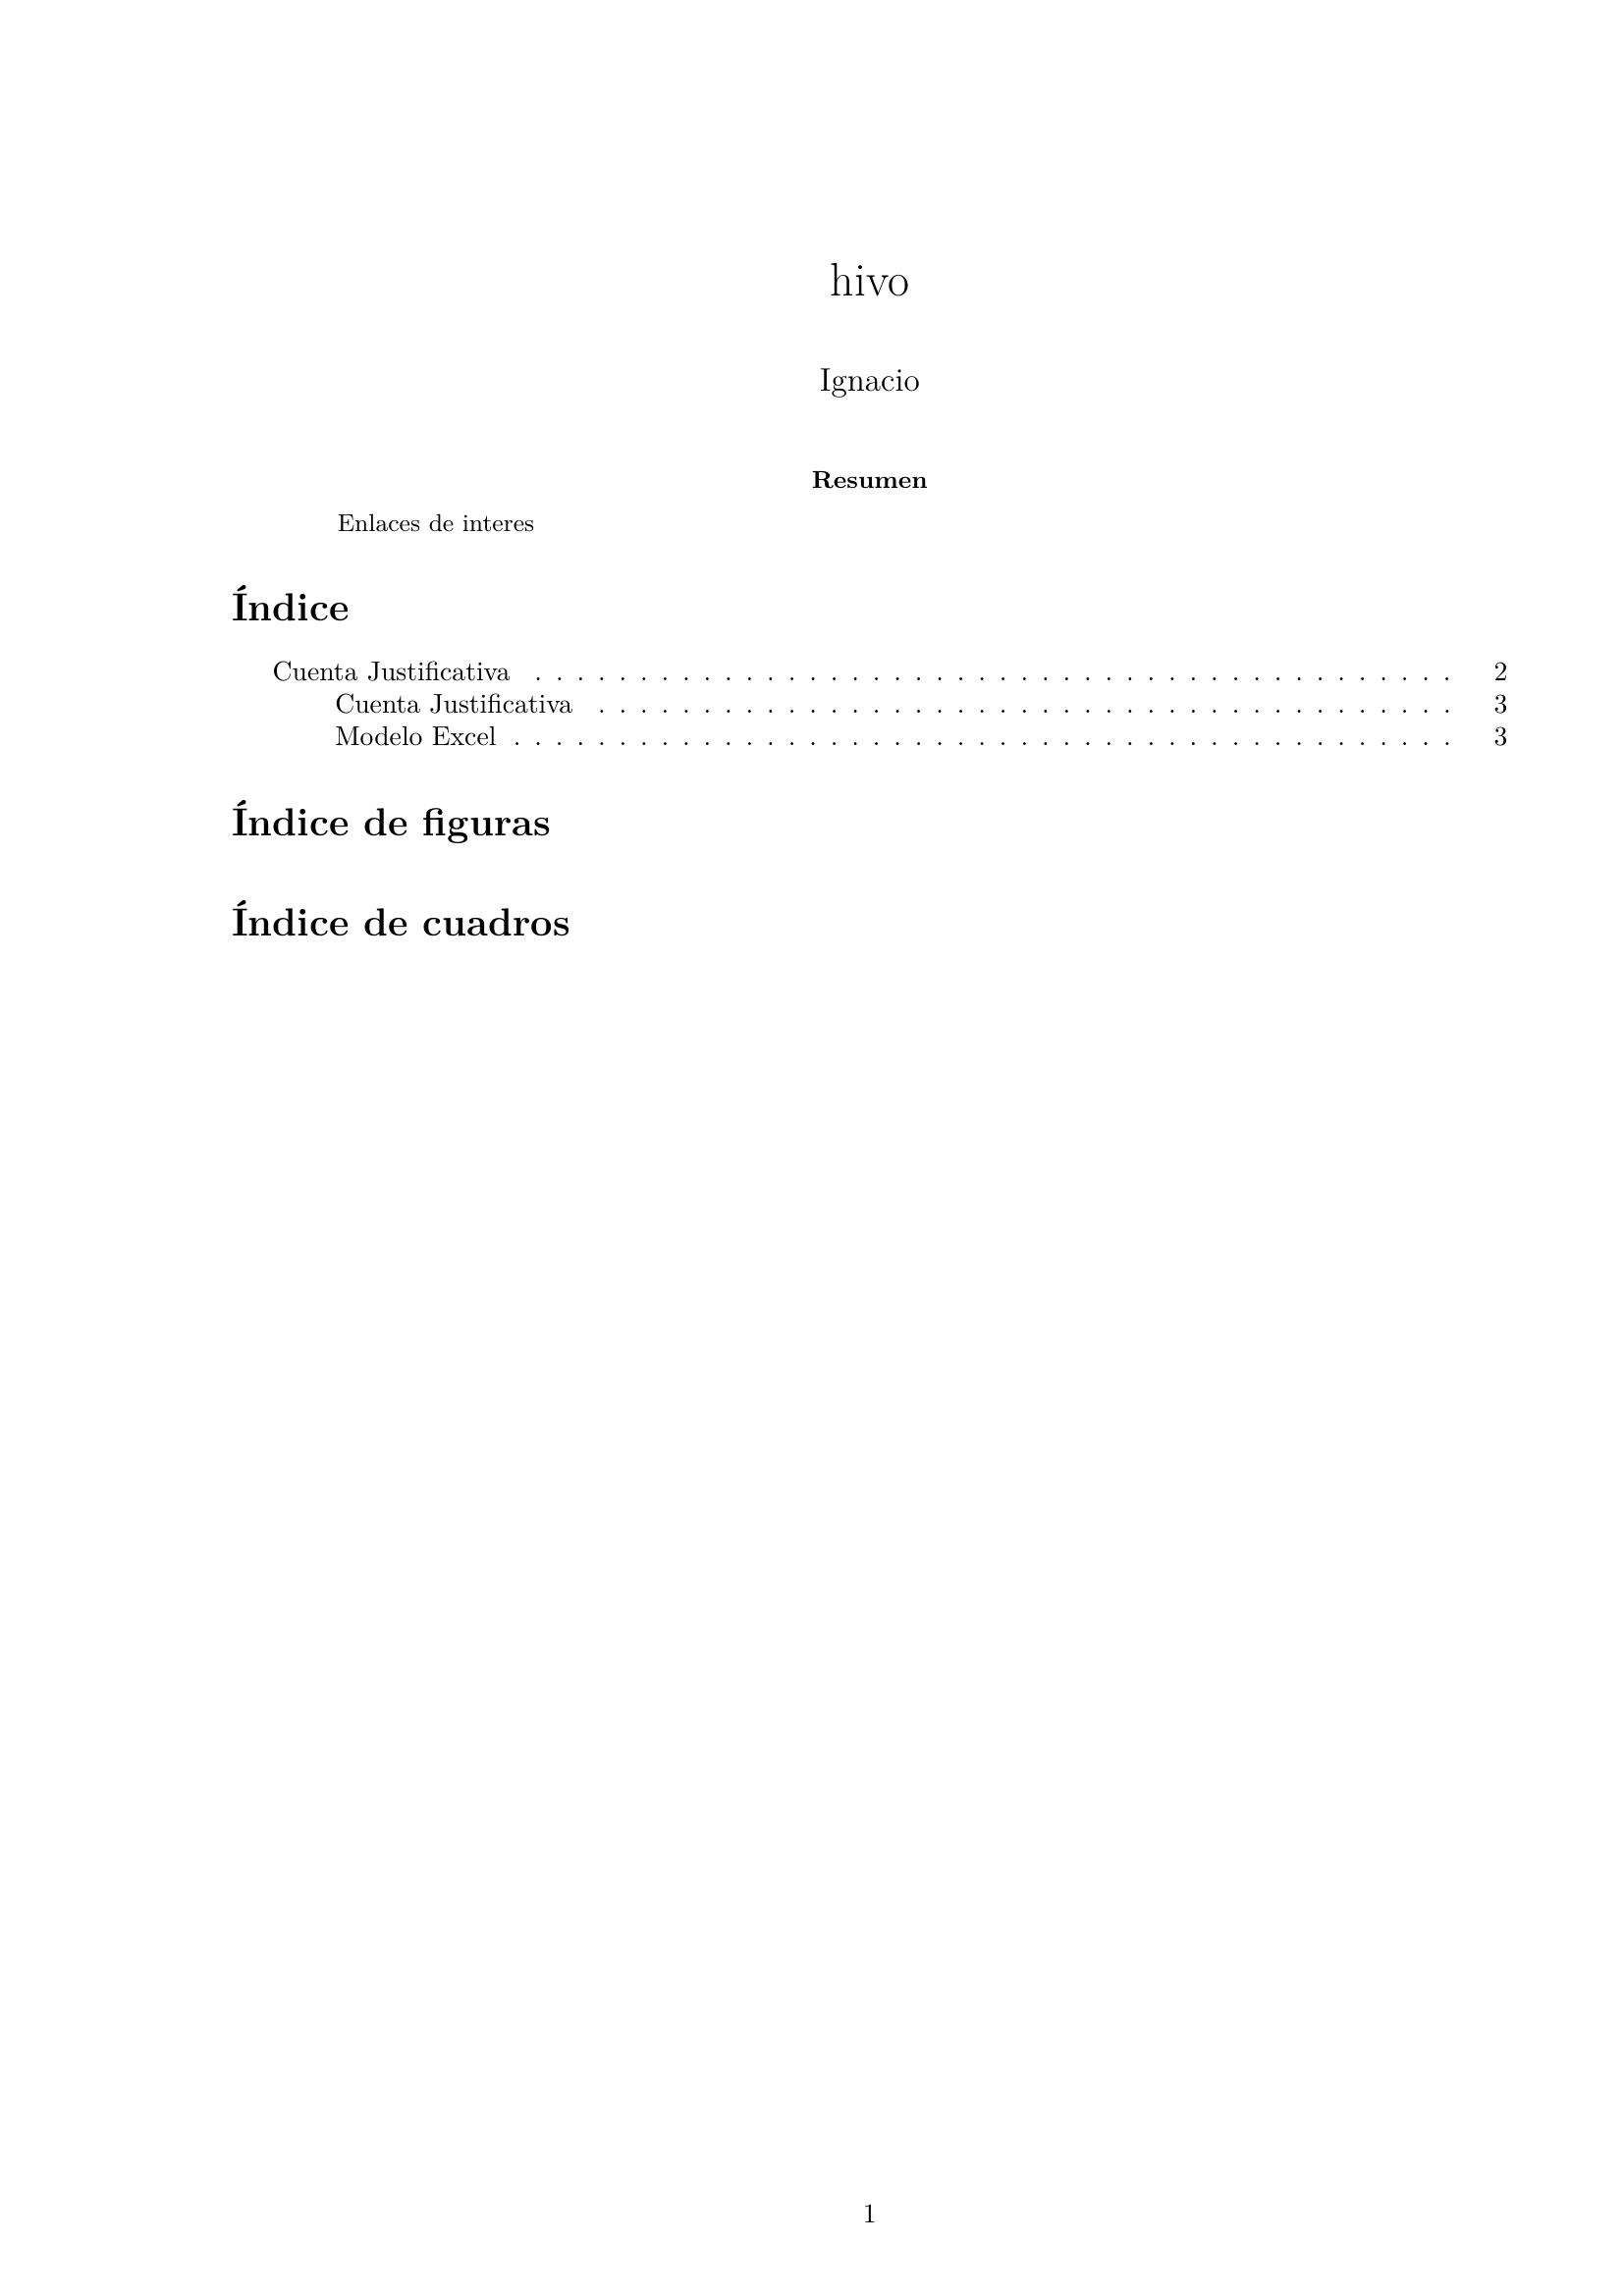 hivo
Ignacio
Resumen
Enlaces de interes
Índice
Cuenta Justificativa . . . . . . . . . . . . . . . . . . . . . . . . . . . . . . . . . . . . . . . . . . . . 2
Cuenta Justificativa . . . . . . . . . . . . . . . . . . . . . . . . . . . . . . . . . . . . . . . . . 3
Modelo Excel . . . . . . . . . . . . . . . . . . . . . . . . . . . . . . . . . . . . . . . . . . . . . 3
Índice de figuras
Índice de cuadros
1